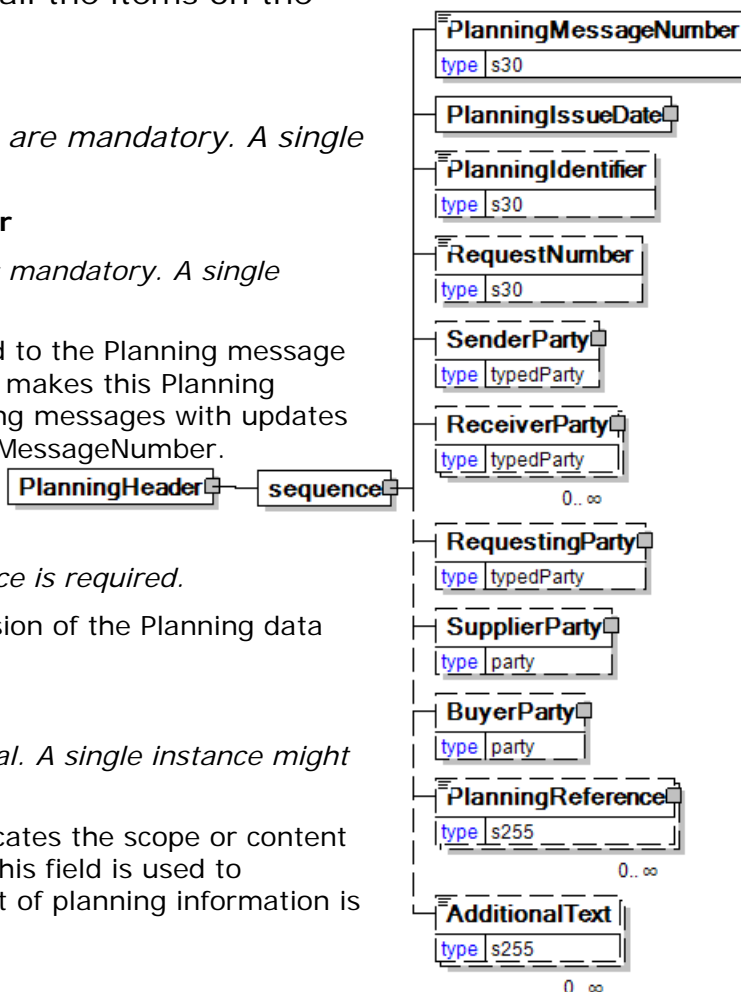 all the items on the
are mandatory. A single
r
mandatory. A single
d to the Planning message
makes this Planning
ng messages with updates
MessageNumber.
ce is required.
sion of the Planning data
al. A single instance might
cates the scope or content
his field is used to
t of planning information is
PlanningHeader
sequence
PlanningMessageNumber
type s30
PlanningIssueDate
PlanningIdentifier
type s30
RequestNumber
type s30
SenderParty
type typedParty
ReceiverParty
type typedParty
0.. ∞
RequestingParty
type typedParty
SupplierParty
type party
BuyerParty
type party
PlanningReference
type s255
0.. ∞
AdditionalText
type s255
0.. ∞